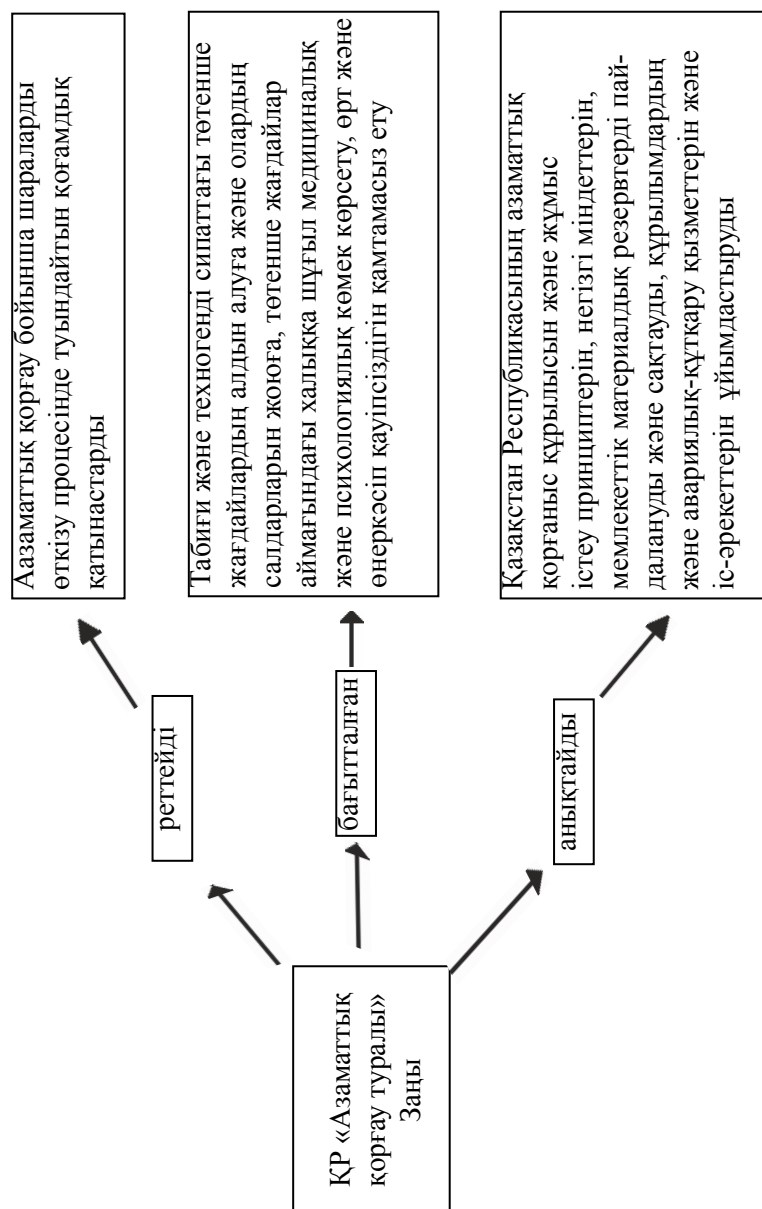 ҚР «Азаматтық
қорғау туралы»
Заңы
реттейді
Аазаматтық қорғау бойынша шараларды
өткізу процесінде туындайтын қоғамдық
қатынастарды
бағытталған
Табиғи және техногенді сипаттағы төтенше
жағдайлардың алдын алуға және олардың
салдарларын жоюға, төтенше жағдайлар
аймағындағы халыққа шұғыл медициналық
және психологиялық көмек көрсету, өрт және
өнеркәсіп қауіпсіздігін қамтамасыз ету
анықтайды
Қазақстан Республикасының азаматтық
қорғаныс құрылысын және жұмыс
істеу принциптерін, негізгі міндеттерін,
мемлекеттік материалдық резервтерді пай-
далануды және сақтауды, құрылымдардың
және авариялық-құтқару қызметтерін және
іс-әрекеттерін ұйымдастыруды